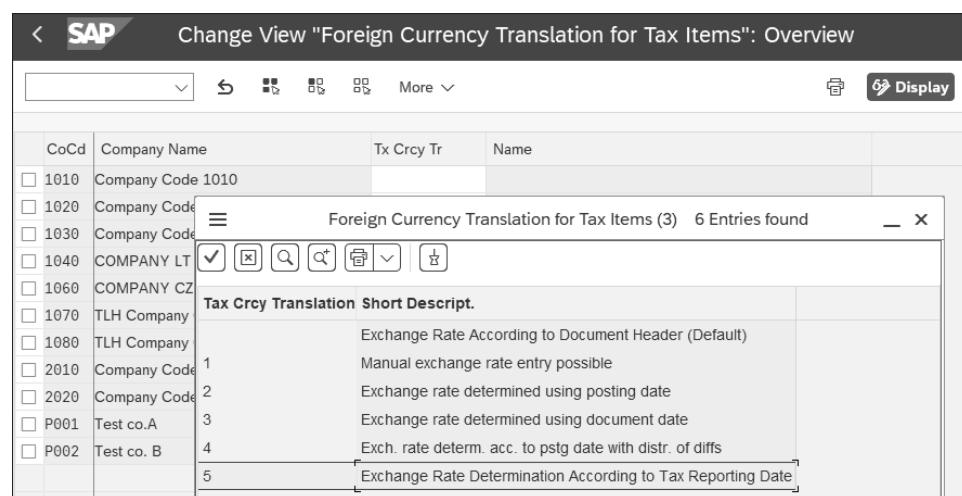 SAP Change View "Foreign Currency Translation for Tax Items": Overview
More Display
CoCd Company Name Tx Crcy Tr Name
1010 Company Code 1010
1020 Company Code
1030 Company Code
1040 COMPANY LT
1060 COMPANY CZ
1070 TLH Company
1080 TLH Company
2010 Company Code
2020 Company Code
P001 Test co.A
P002 Test co. B
Foreign Currency Translation for Tax Items (3) 6 Entries found
Tax Crcy Translation Short Descript.
Exchange Rate According to Document Header (Default)
1 Manual exchange rate entry possible
2 Exchange rate determined using posting date
3 Exchange rate determined using document date
4 Exch. rate determ. acc. to pstg date with distr. of diffs
5 Exchange Rate Determination According to Tax Reporting Date